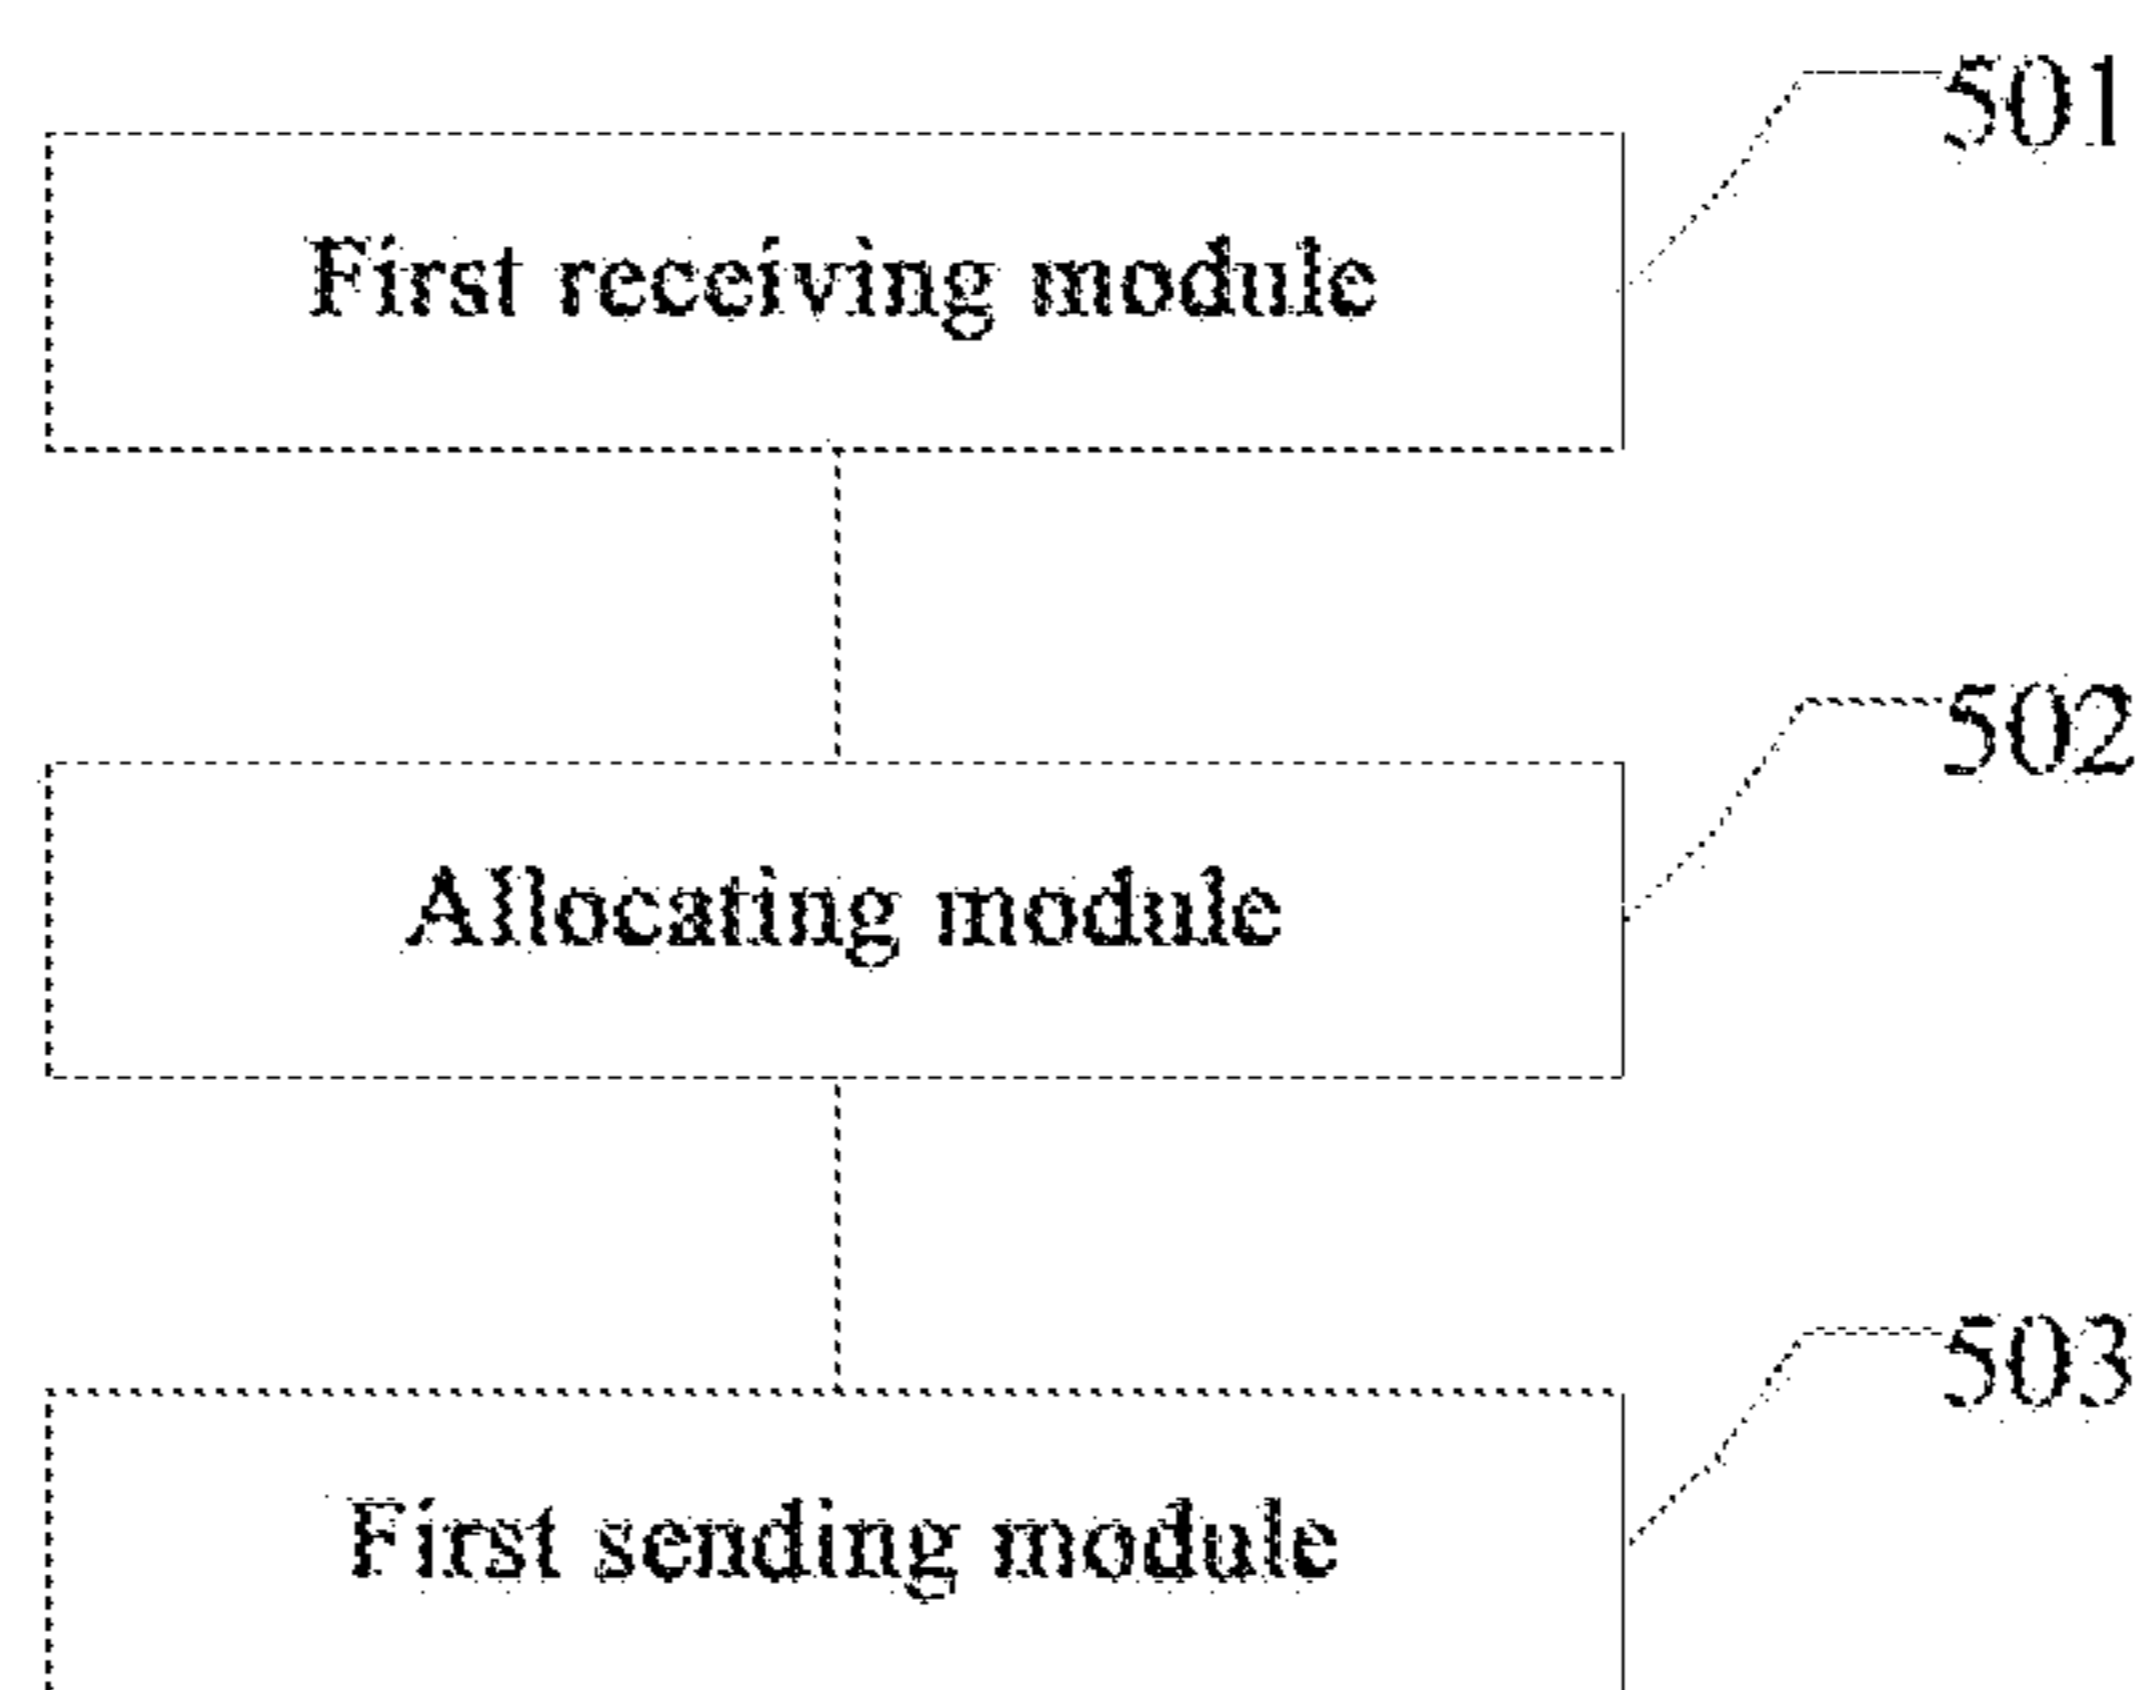 501
First receiving module
502
Allocating module
503
First sending module